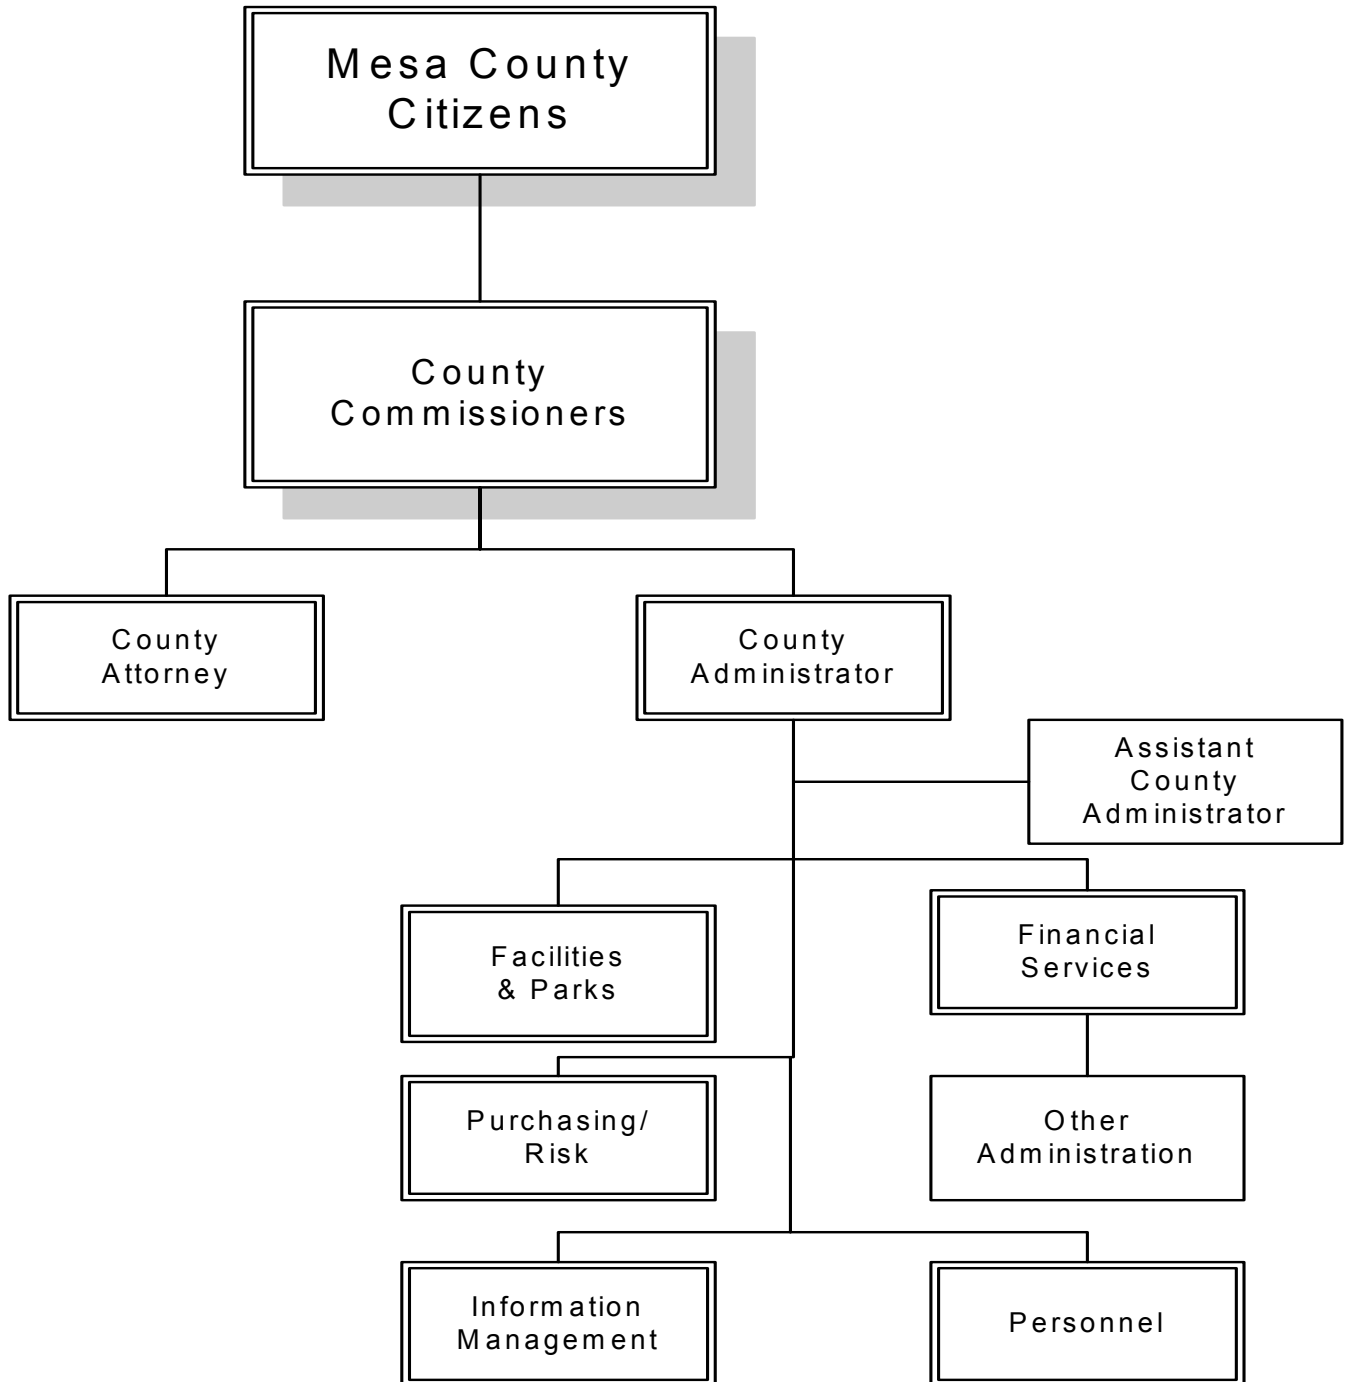 Mesa County
Citizens
County
Commissioners
County
Attorney
County
Administrator
Assistant
County
Administrator
Facilities
& Parks
Financial
Services
Purchasing/
Risk
Other
Administration
Information
Management
Personnel